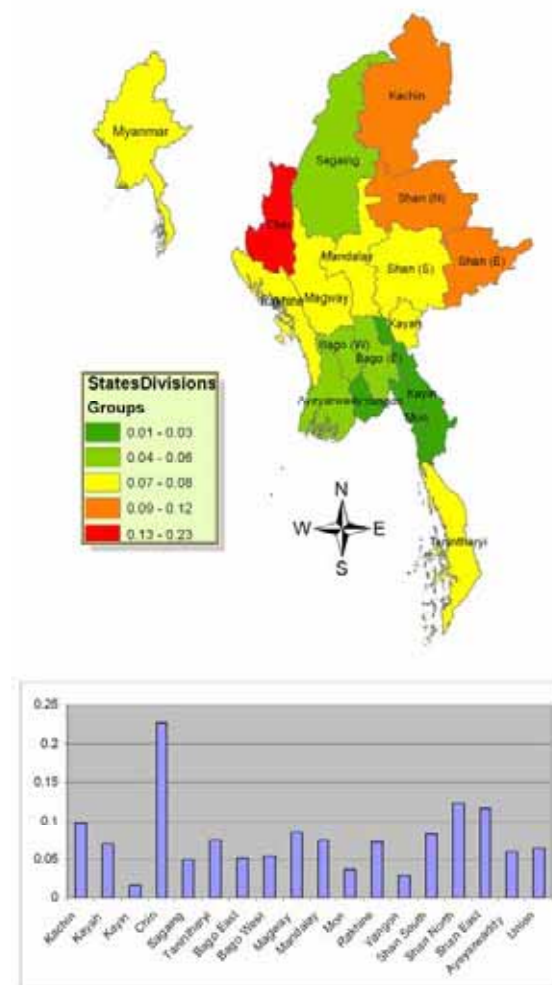 Kachin
Myanmar
Sagaing
Shan (N)
Chin
Mandalay
Shan (S)
Shan (E)
Rakhine
Magway
Kayan
Bago (W)
Bago (E)
Kayin
Mon
Tanintharyi
StatesDivisions
Groups
0.01 - 0.03
0.04 - 0.06
0.07 - 0.08
0.09 - 0.12
0.13 - 0.23
N
W E
S
0.25
0.2
0.15
0.1
0.05
0
Kachin
Kayah
Kayin
Chin
Sagaing
Tanintharyi
Bago East
Bago West
Magway
Mandalay
Mon
Rakhine
Yangon
Shan South
Shan North
Shan East
Ayeyarwaddy
Union